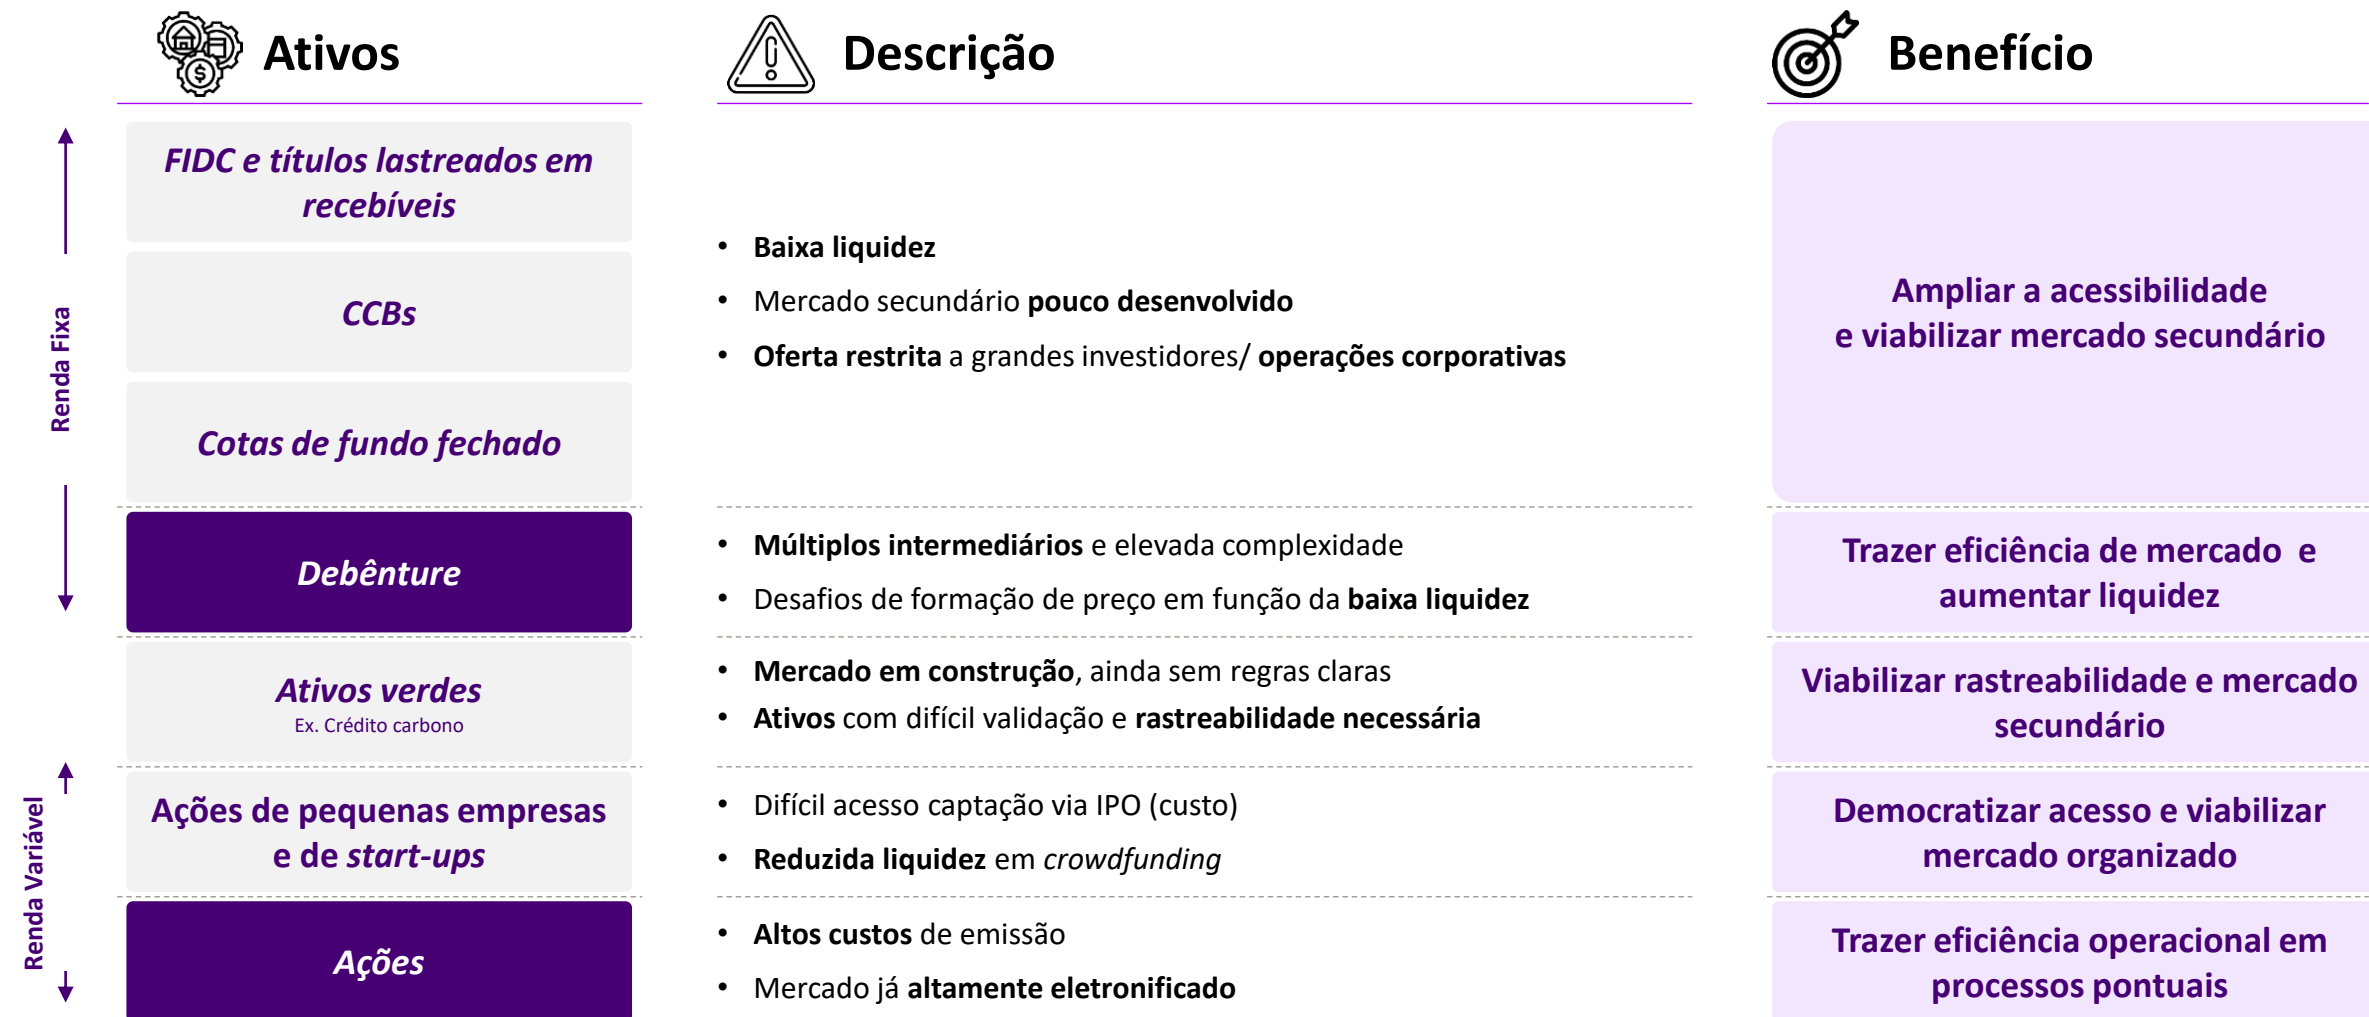 Ativos
Descrição
Benefício
Renda Fixa
FIDC e títulos lastreados em
recebíveis
CCBs
Cotas de fundo fechado
• Baixa liquidez
• Mercado secundário pouco desenvolvido
• Oferta restrita a grandes investidores/ operações corporativas
Ampliar a acessibilidade
e viabilizar mercado secundário
Debênture
• Múltiplos intermediários e elevada complexidade
• Desafios de formação de preço em função da baixa liquidez
Trazer eficiência de mercado e
aumentar liquidez
Ativos verdes
Ex. Crédito carbono
• Mercado em construção, ainda sem regras claras
• Ativos com difícil validação e rastreabilidade necessária
Viabilizar rastreabilidade e mercado
secundário
Renda Variável
Ações de pequenas empresas
e de start-ups
• Difícil acesso captação via IPO (custo)
• Reduzida liquidez em crowdfunding
Democratizar acesso e viabilizar
mercado organizado
Ações
• Altos custos de emissão
• Mercado já altamente eletronificado
Trazer eficiência operacional em
processos pontuais